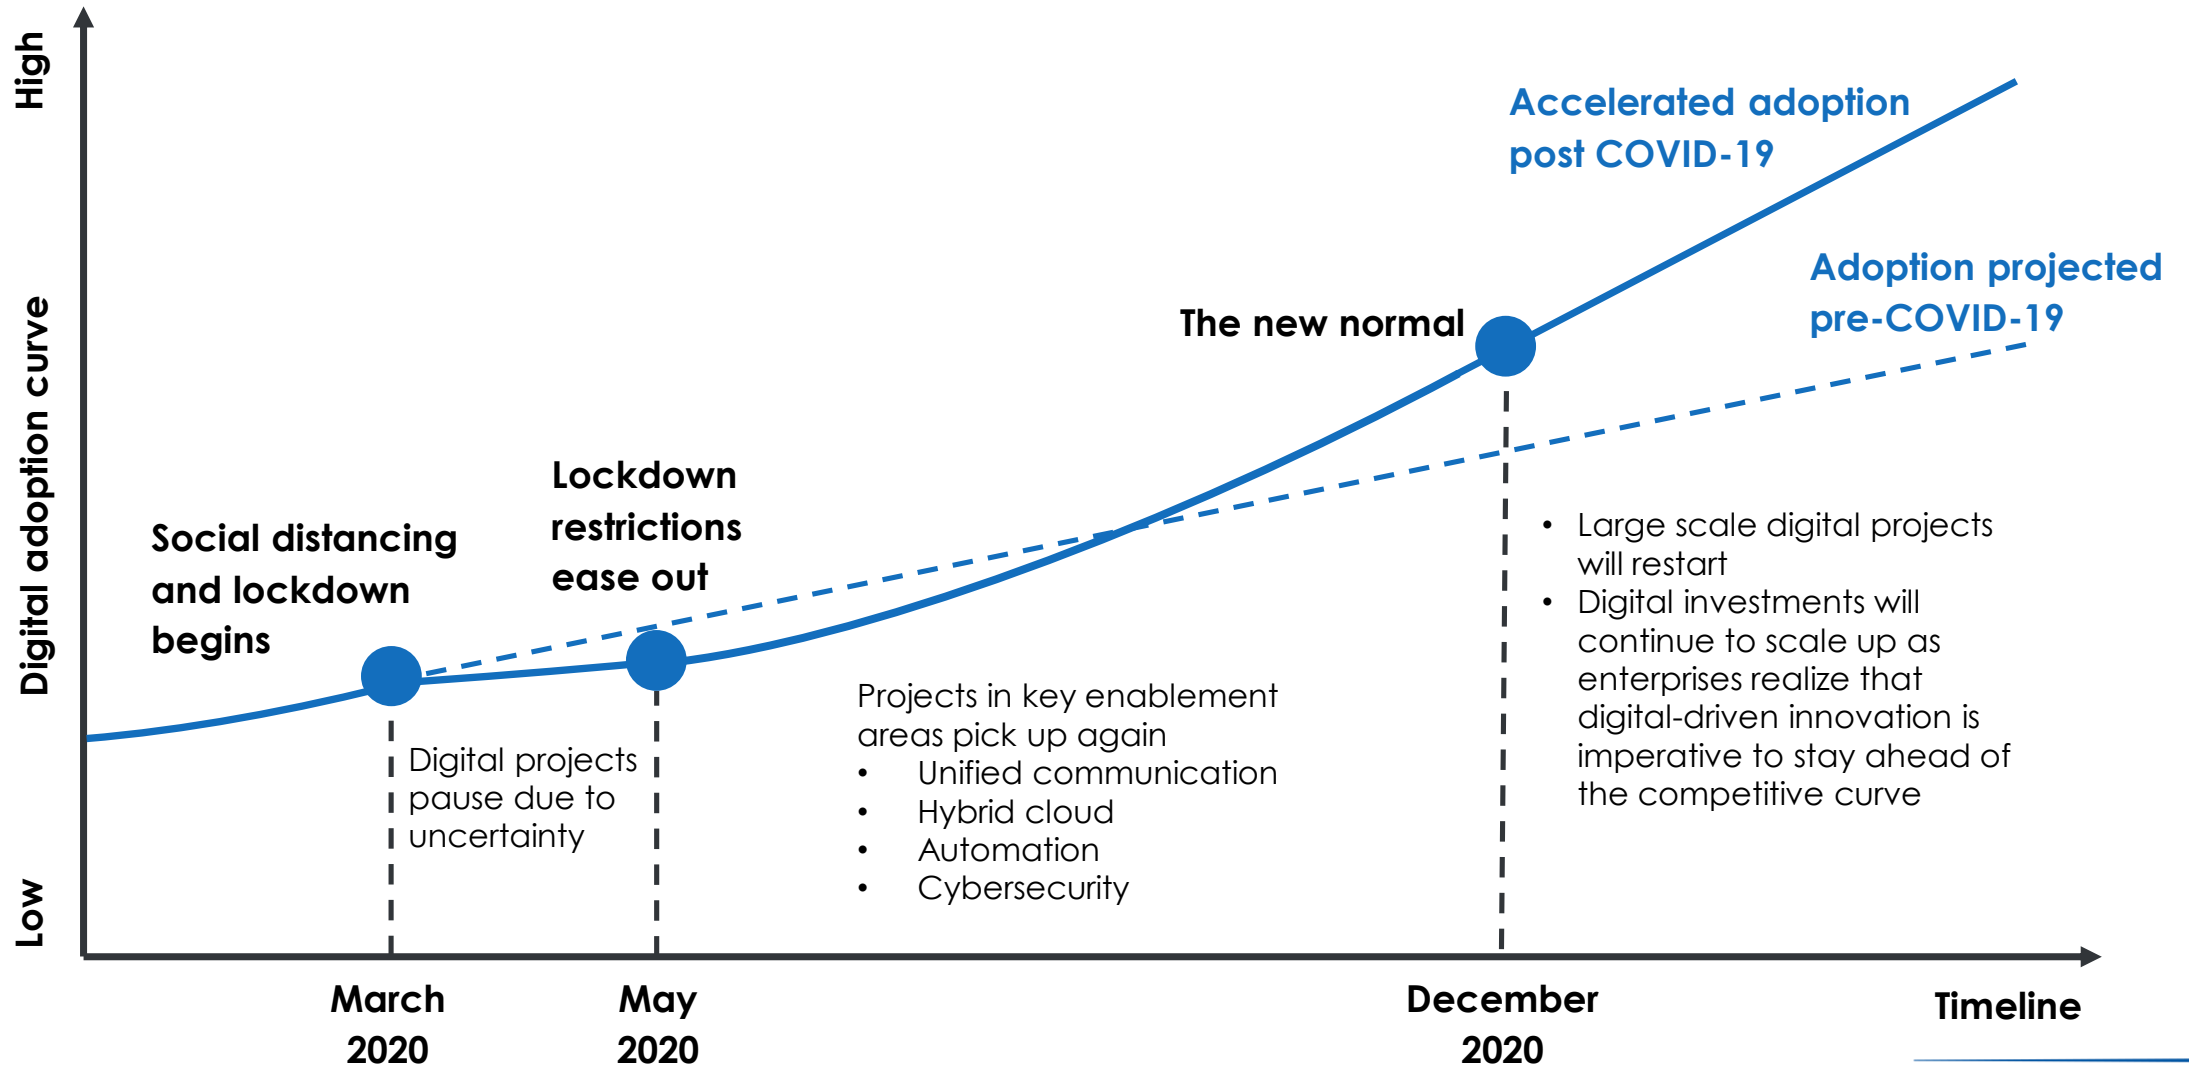 High
Digital adoption curve
Low
Accelerated adoption
post COVID-19
Adoption projected
pre-COVID-19
The new normal
Lockdown
restrictions
ease out
Social distancing
and lockdown
begins
Digital projects
pause due to
uncertainty
Projects in key enablement
areas pick up again
• Unified communication
• Hybrid cloud
• Automation
• Cybersecurity
• Large scale digital projects
will restart
• Digital investments will
continue to scale up as
enterprises realize that
digital-driven innovation is
imperative to stay ahead of
the competitive curve
March
2020
May
2020
December
2020
Timeline